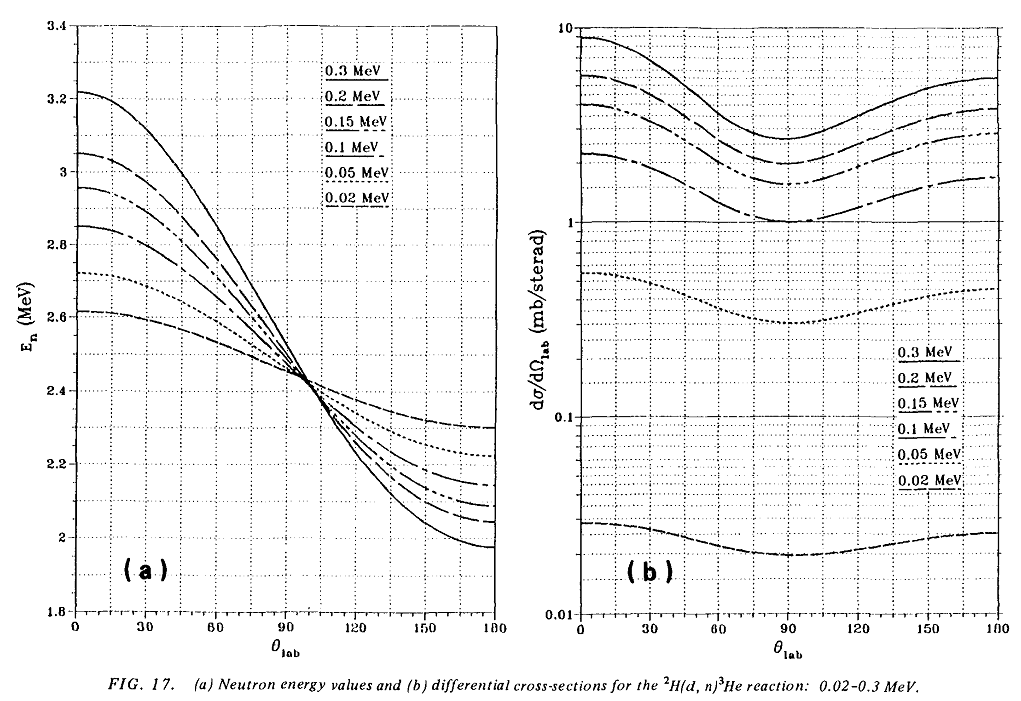 3.4
3.2
3
2.8
2.6
2.4
2.2
2
1.8
E_n (MeV)
0.3 MeV
0.2 MeV
0.15 MeV
0.1 MeV
0.05 MeV
0.02 MeV
(a)
0 30 60 90 120 150 180
θ_lab
10
1
0.1
0.01
dσ/dΩ_lab (mb/sterad)
0.3 MeV
0.2 MeV
0.15 MeV
0.1 MeV
0.05 MeV
0.02 MeV
(b)
0 30 60 90 120 150 180
θ_lab
FIG. 17. (a) Neutron energy values and (b) differential cross-sections for the ²H(d, n)³He reaction: 0.02-0.3 MeV.